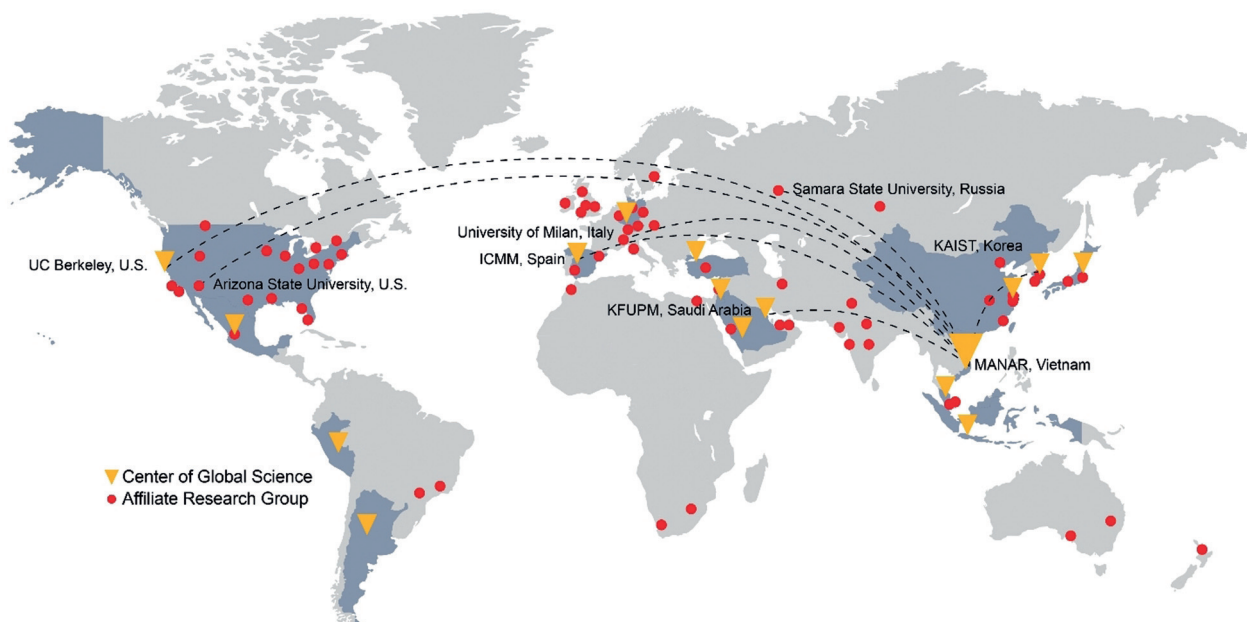 Samara State University, Russia
University of Milan, Italy
KAIST, Korea
UC Berkeley, U.S.
ICMM, Spain
Arizona State University, U.S.
KFUPM, Saudi Arabia
MANAR, Vietnam
Center of Global Science
Affiliate Research Group